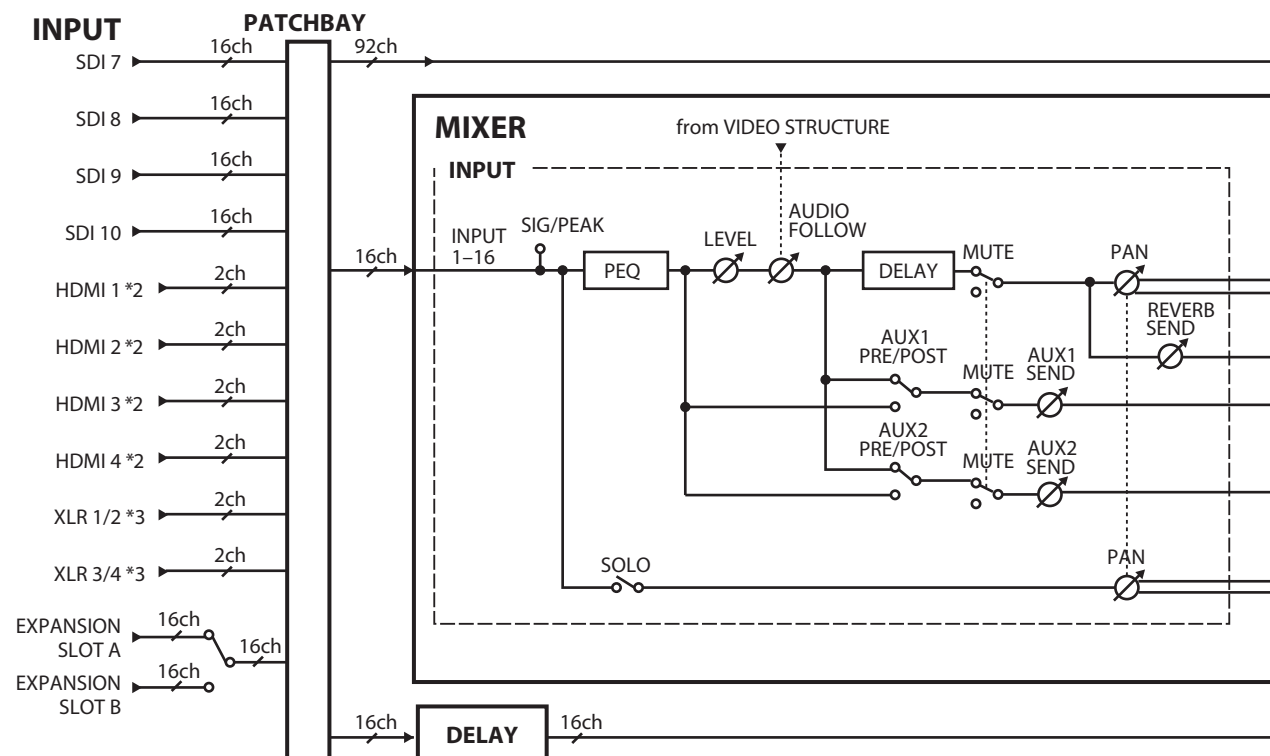 INPUT
PATCHBAY
SDI 7
16ch
92ch
SDI 8
16ch
SDI 9
16ch
SDI 10
16ch
HDMI 1 *2
2ch
HDMI 2 *2
2ch
HDMI 3 *2
2ch
HDMI 4 *2
2ch
XLR 1/2 *3
2ch
XLR 3/4 *3
2ch
EXPANSION
SLOT A
16ch
16ch
EXPANSION
SLOT B
16ch
MIXER
from VIDEO STRUCTURE
INPUT
16ch
INPUT
1–16
SIG/PEAK
PEQ
LEVEL
AUDIO
FOLLOW
DELAY
MUTE
PAN
REVERB
SEND
AUX1
PRE/POST
MUTE
AUX1
SEND
AUX2
PRE/POST
MUTE
AUX2
SEND
SOLO
PAN
16ch
DELAY
16ch